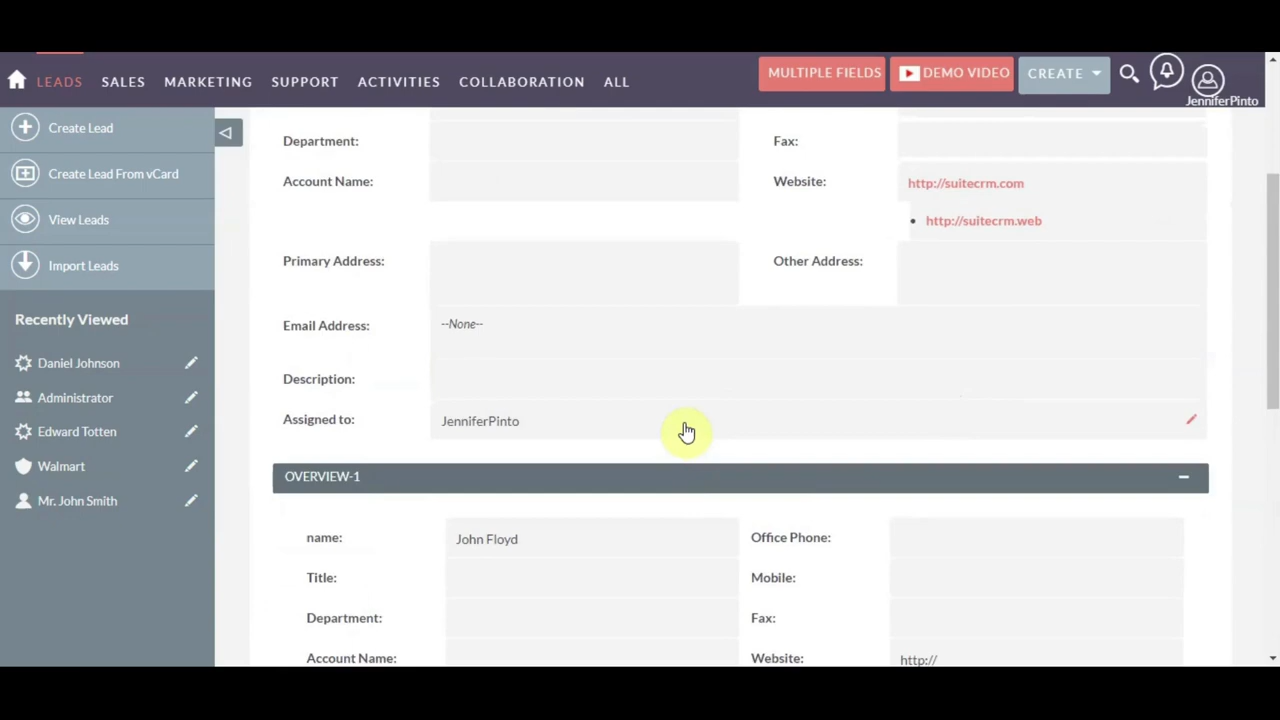 LEADS SALES MARKETING SUPPORT ACTIVITIES COLLABORATION ALL MULTIPLE FIELDS DEMO VIDEO CREATE
JenniferPinto
Create Lead
Create Lead From vCard
View Leads
Import Leads
Recently Viewed
Daniel Johnson
Administrator
Edward Totten
Walmart
Mr. John Smith
Department: Fax:
Account Name: Website: http://suitecrm.com
• http://suitecrm.web
Primary Address: Other Address:
Email Address: --None--
Description:
Assigned to: JenniferPinto
OVERVIEW-1
name: John Floyd Office Phone:
Title: Mobile:
Department: Fax:
Account Name: Website: http://